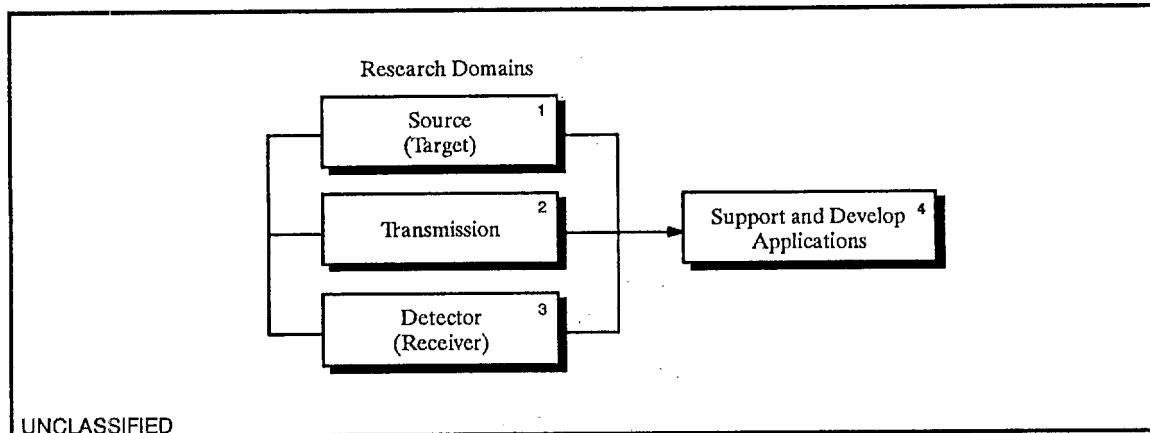 Research Domains
1
Source
(Target)
2
Transmission
3
Detector
(Receiver)
4
Support and Develop
Applications
UNCLASSIFIED